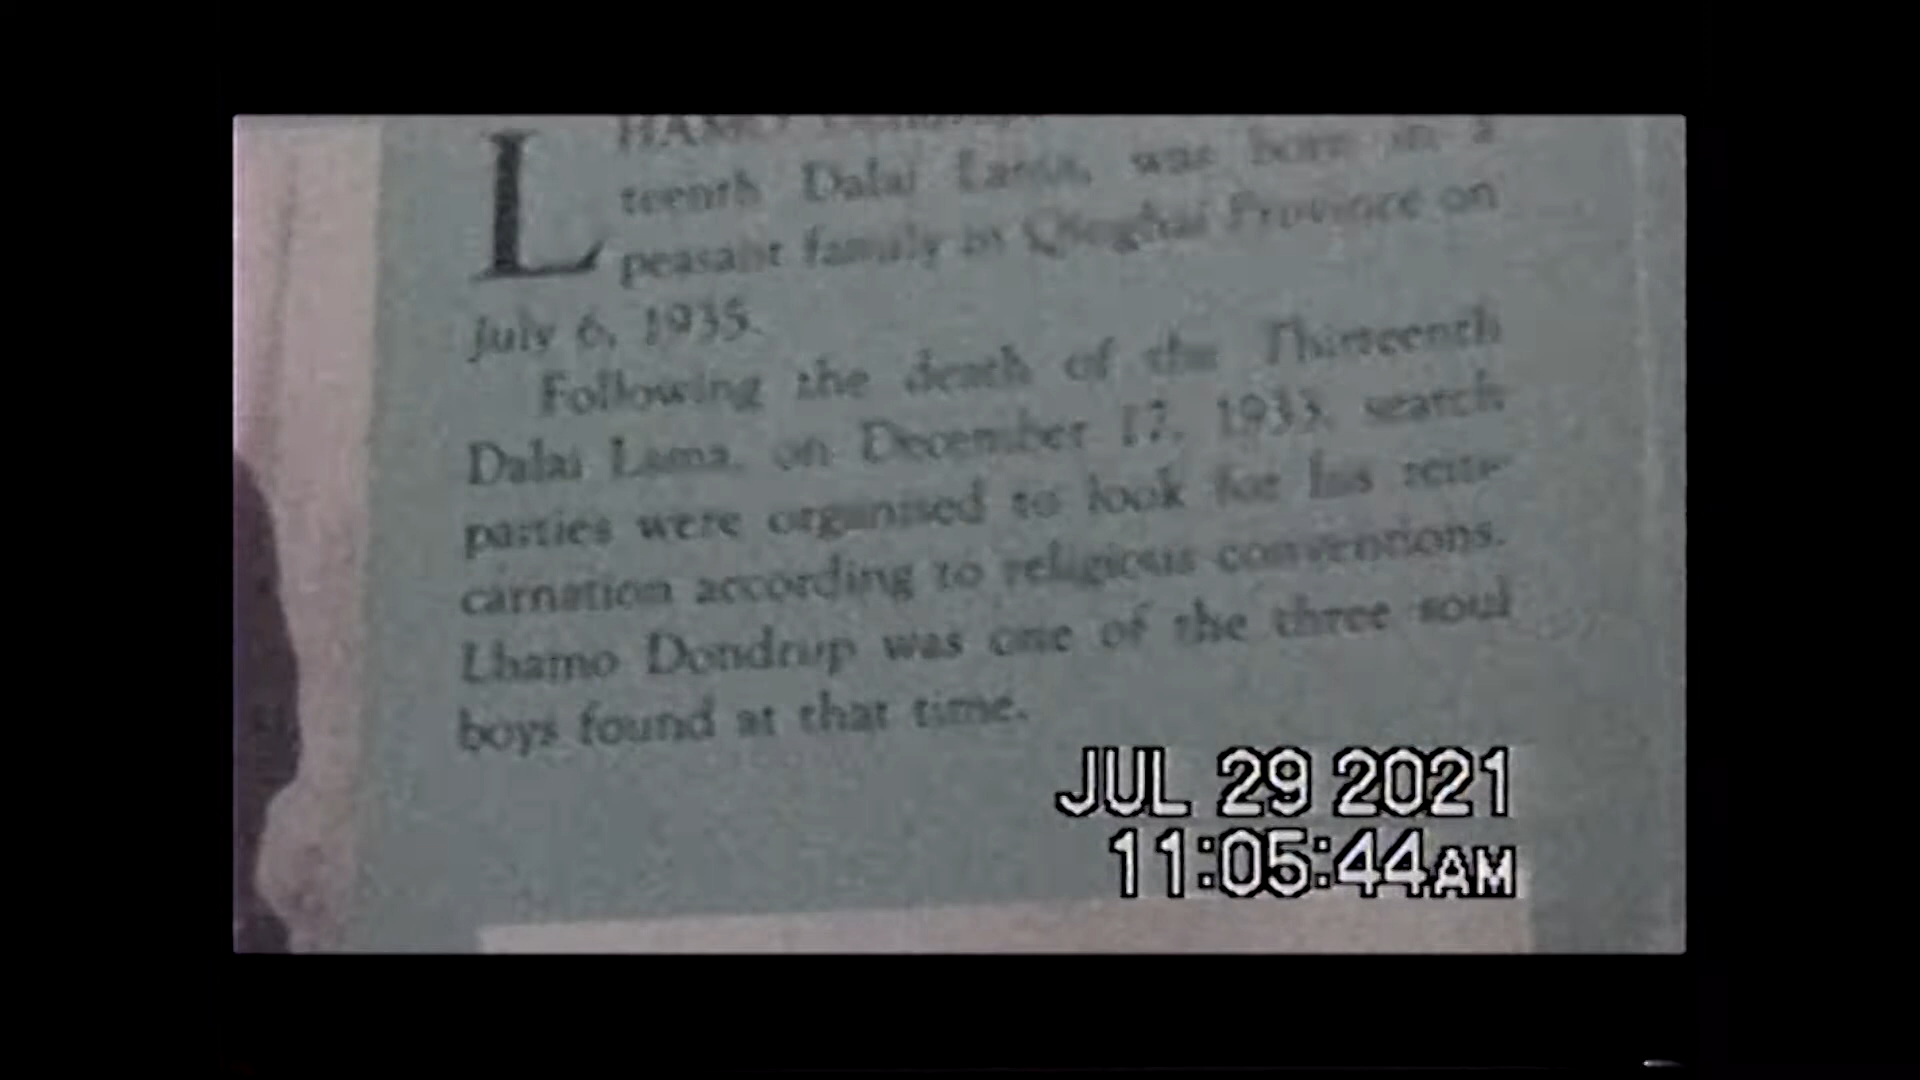 LHAMO
teenth Dalai Lama, was born in a
peasant family in Qinghai Province on
July 6, 1935.
Following the death of the Thirteenth
Dalai Lama, on December 17, 1933, search
parties were organised to look for his rein-
carnation according to religious conventions.
Lhamo Dondrup was one of the three soul
boys found at that time.
JUL 29 2021
11:05:44AM